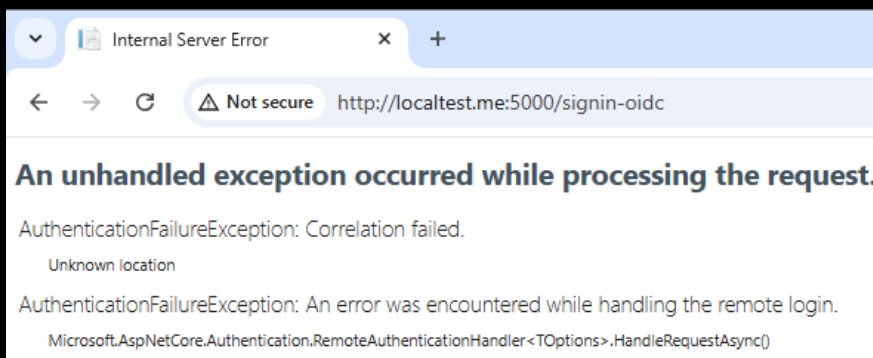 Internal Server Error
Not secure http://localtest.me:5000/signin-oidc
An unhandled exception occurred while processing the request.
AuthenticationFailureException: Correlation failed.
Unknown location
AuthenticationFailureException: An error was encountered while handling the remote login.
Microsoft.AspNetCore.Authentication.RemoteAuthenticationHandler<TOptions>.HandleRequestAsync()